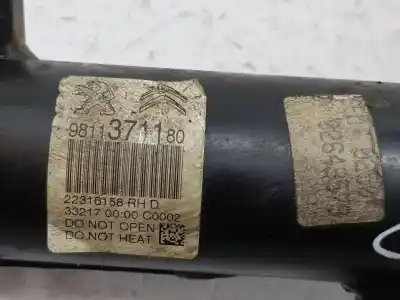 9811371180
22316158 RH D
33217 00:00 C0002
DO NOT OPEN
DO NOT HEAT